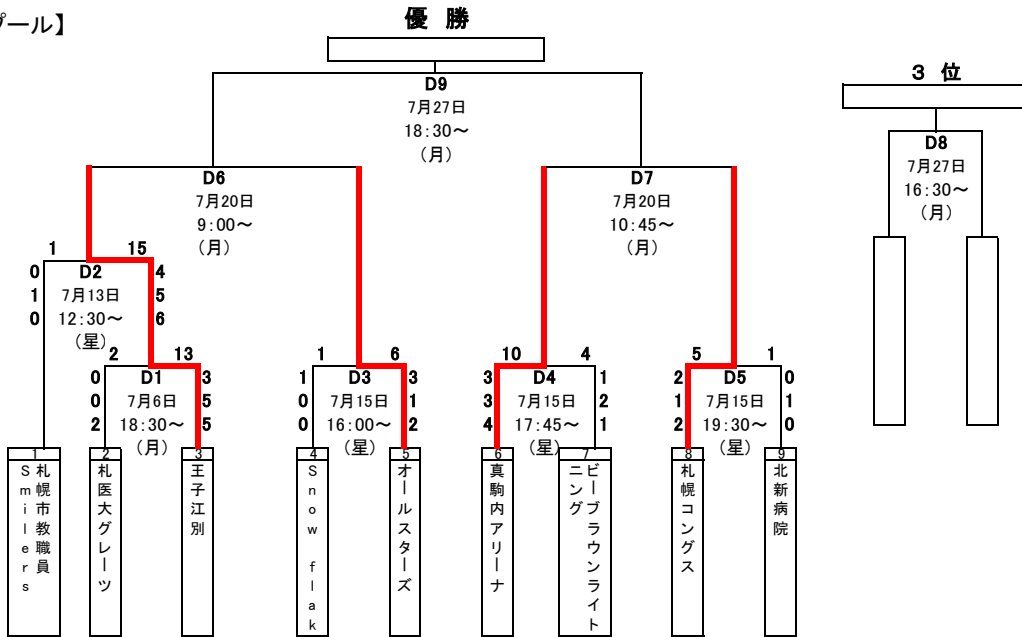 プール】
優 勝
D9
7月27日
18:30～
(月)
3 位
D8
7月27日
16:30～
(月)
D6
7月20日
9:00～
(月)
D7
7月20日
10:45～
(月)
1 15
0 D2 4
1 7月13日 5
0 12:30～ 6
(星)
2 13
0 D1 3
0 7月6日 5
2 18:30～ 5
(月)
1 6
1 D3 3
0 7月15日 1
0 16:00～ 2
(星)
10 4
3 D4 1
3 7月15日 2
4 17:45～ 1
(星)
5 1
2 D5 0
1 7月15日 1
2 19:30～ 0
(星)
1
札幌市教職員
Smilers
2
札医大グレーツ
3
王子江別
4
Snow flak
5
オールスターズ
6
真駒内アリーナ
7
ビーブラウンライト
ニング
8
札幌コングス
9
北新病院